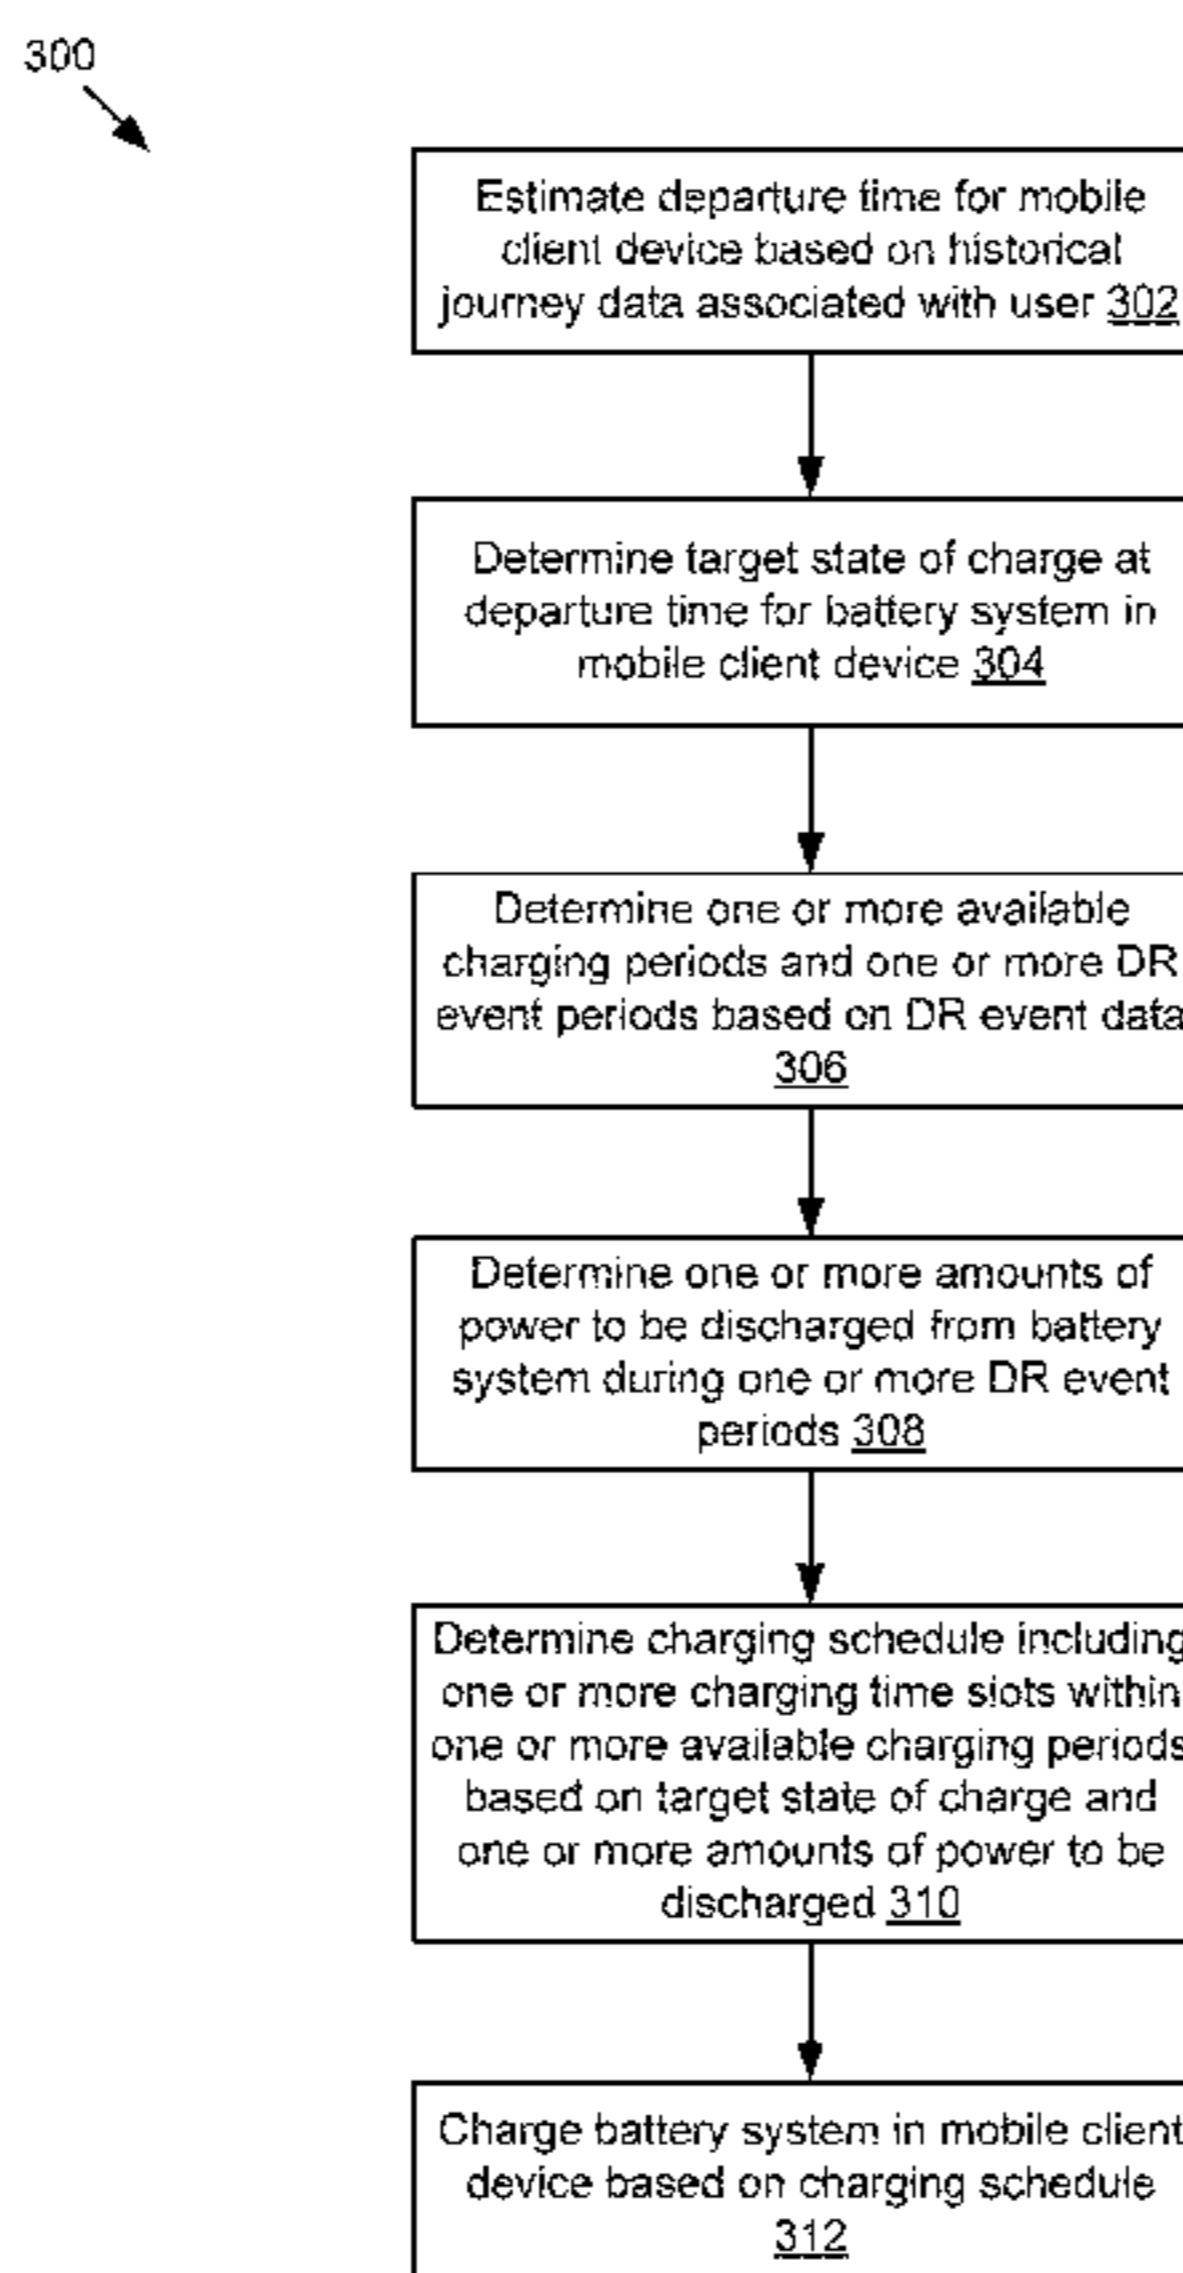 300
Estimate departure time for mobile
client device based on historical
journey data associated with user 302
Determine target state of charge at
departure time for battery system in
mobile client device 304
Determine one or more available
charging periods and one or more DR
event periods based on DR event data
306
Determine one or more amounts of
power to be discharged from battery
system during one or more DR event
periods 308
Determine charging schedule including
one or more charging time slots within
one or more available charging periods
based on target state of charge and
one or more amounts of power to be
discharged 310
Charge battery system in mobile client
device based on charging schedule
312